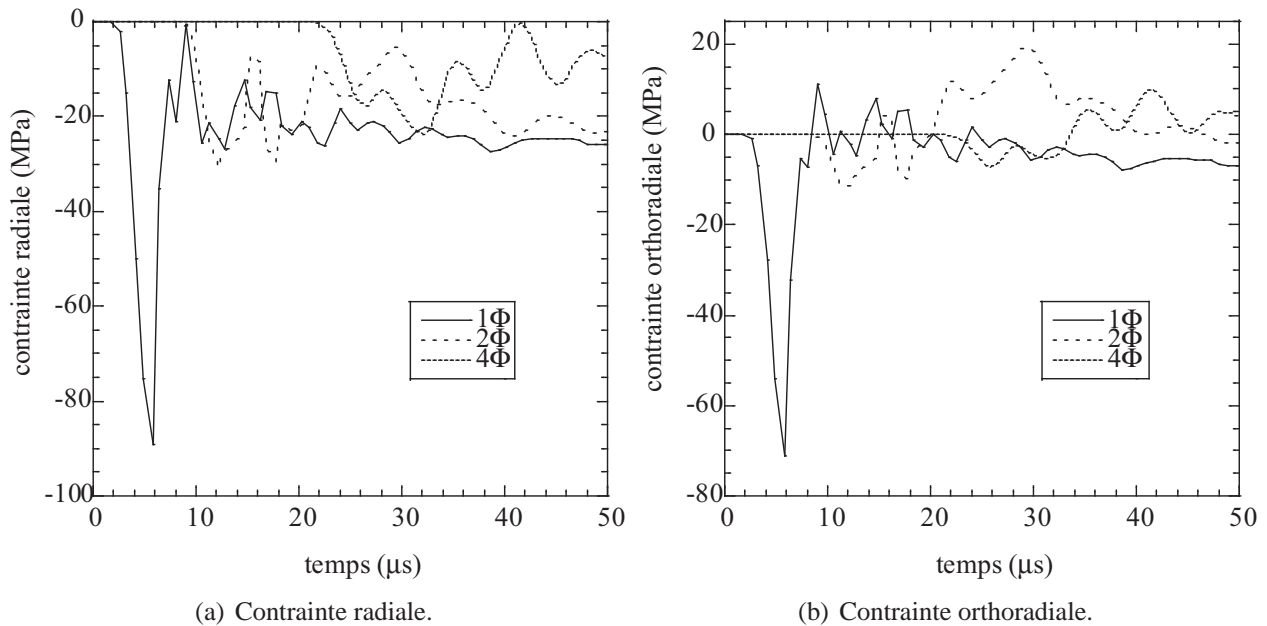 contrainte radiale (MPa)
0
-20
-40
-60
-80
-100
0
10
20
30
40
50
temps (μs)
1Φ
2Φ
4Φ
(a) Contrainte radiale.
contrainte orthoradiale (MPa)
20
0
-20
-40
-60
-80
0
10
20
30
40
50
temps (μs)
1Φ
2Φ
4Φ
(b) Contrainte orthoradiale.